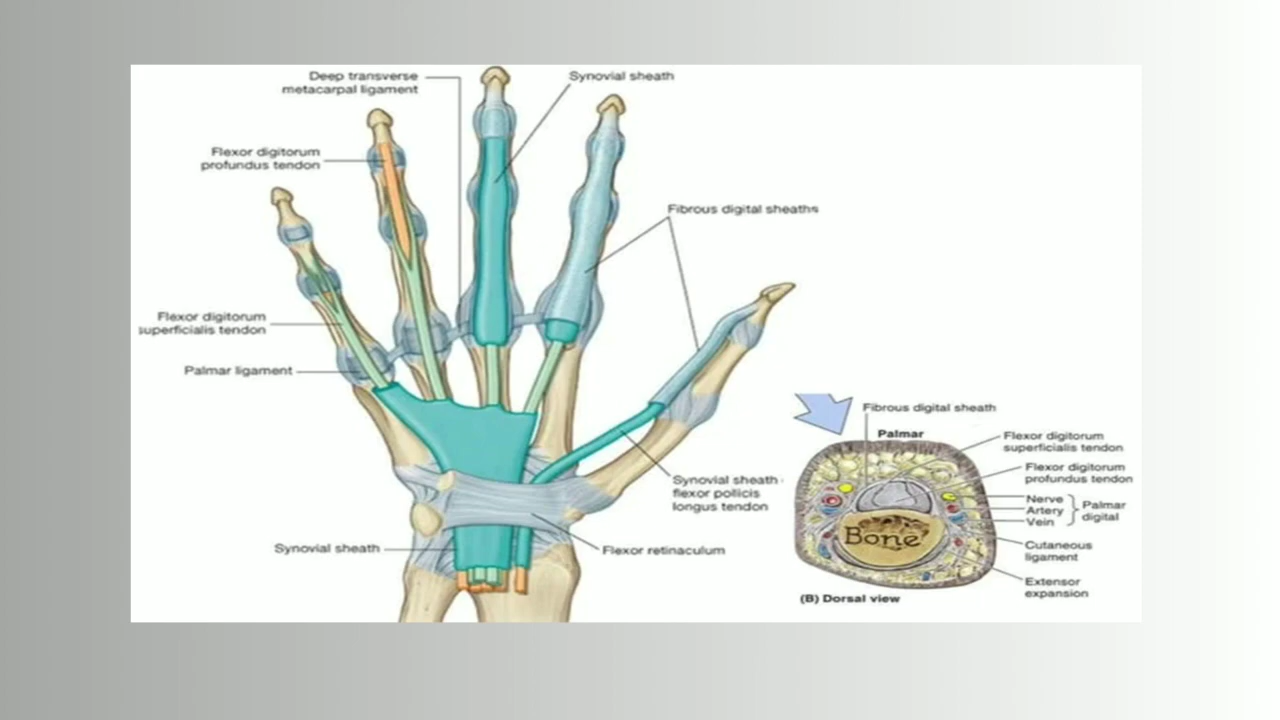 Deep transverse
metacarpal ligament
Synovial sheath
Flexor digitorum
profundus tendon
Fibrous digital sheaths
Flexor digitorum
superficialis tendon
Palmar ligament
Synovial sheath
flexor pollicis
longus tendon
Synovial sheath
Flexor retinaculum
Fibrous digital sheath
Palmar
Flexor digitorum
superficialis tendon
Flexor digitorum
profundus tendon
Nerve
Artery
Vein
Palmar
digital
Bone
Cutaneous
ligament
Extensor
expansion
(B) Dorsal view